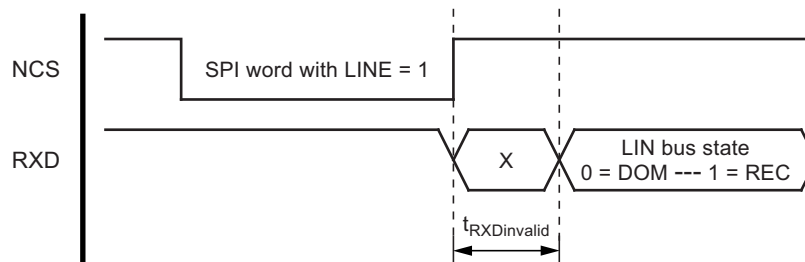 NCS
SPI word with LINE = 1
RXD
X
LIN bus state
0 = DOM --- 1 = REC
tRXDinvalid